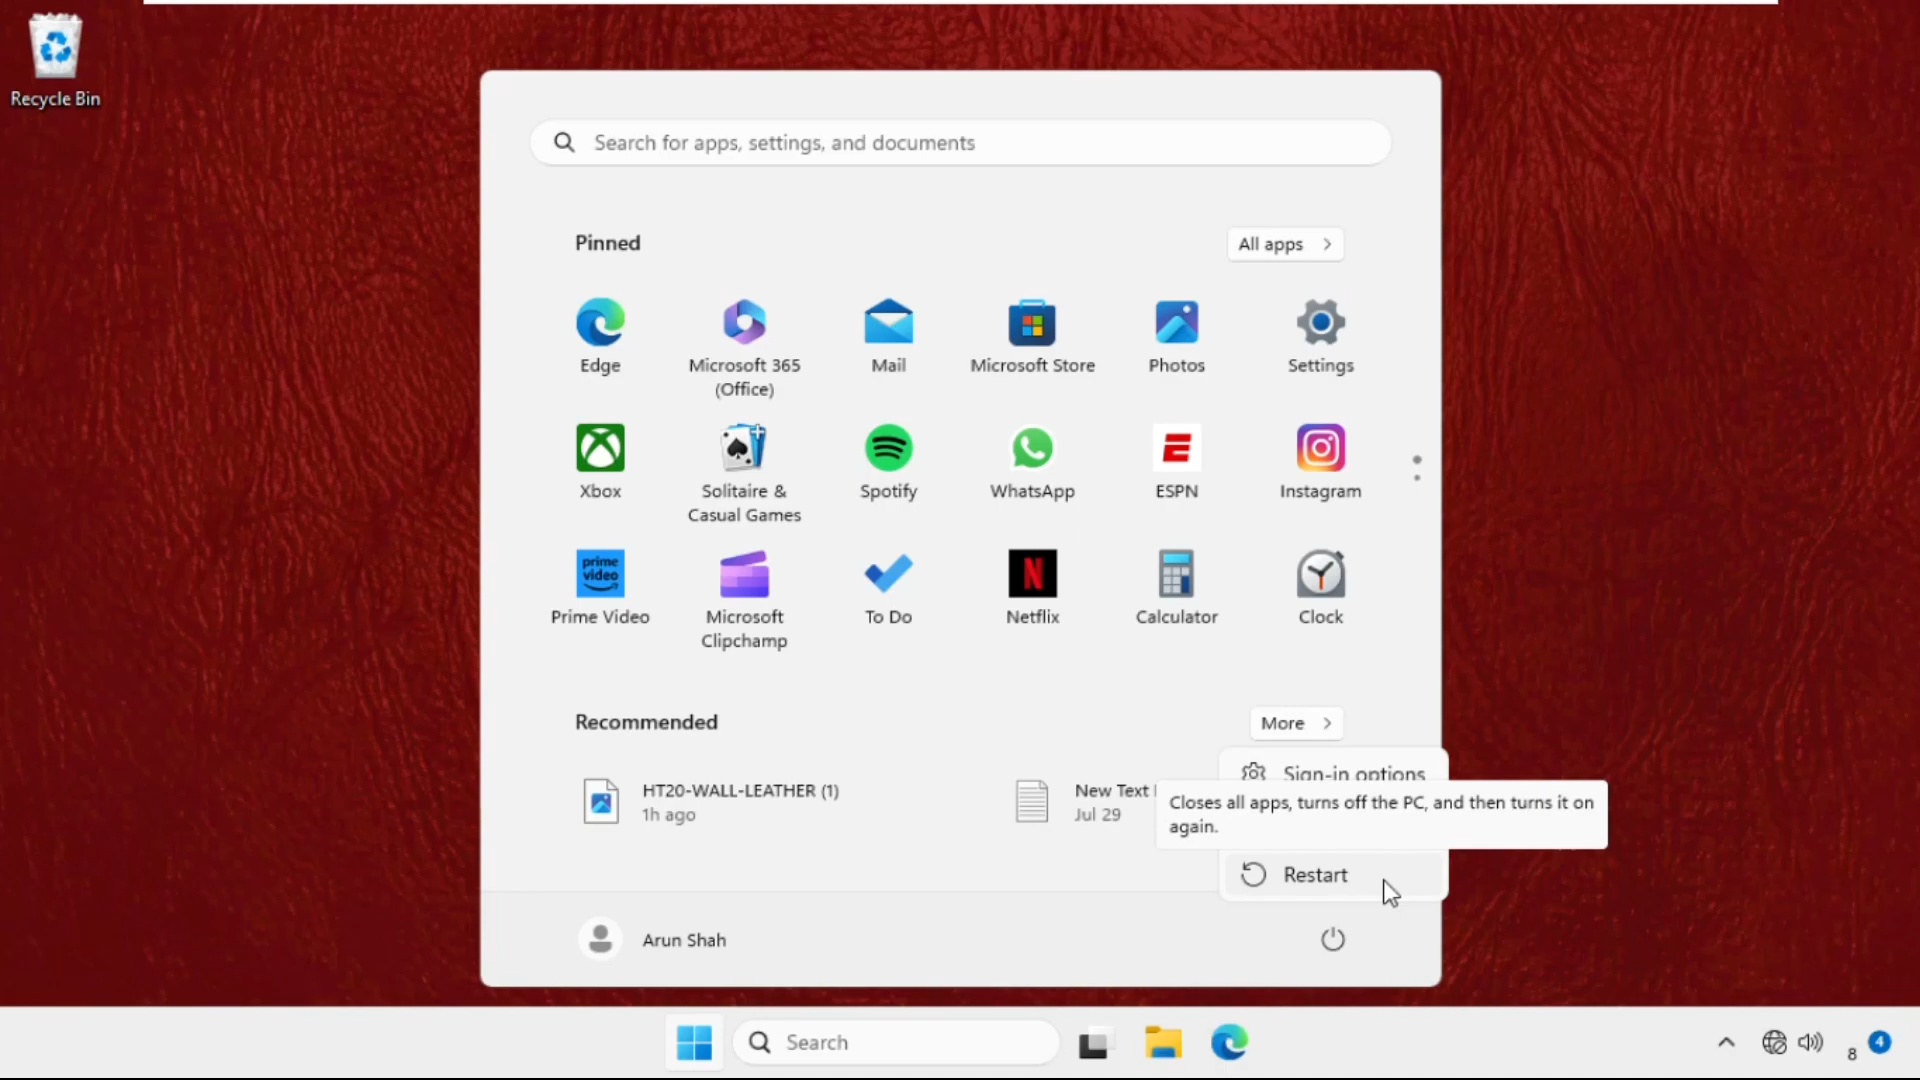 Recycle Bin
Search for apps, settings, and documents
Pinned
All apps
Edge
Microsoft 365
(Office)
Mail
Microsoft Store
Photos
Settings
Xbox
Solitaire &
Casual Games
Spotify
WhatsApp
E
ESPN
Instagram
prime
video
Prime Video
Microsoft
Clipchamp
To Do
N
Netflix
Calculator
Clock
Recommended
More
HT20-WALL-LEATHER (1)
1h ago
New Text
Jul 29
Sign-in options
Closes all apps, turns off the PC, and then turns it on
again.
Restart
Arun Shah
Search
8
4